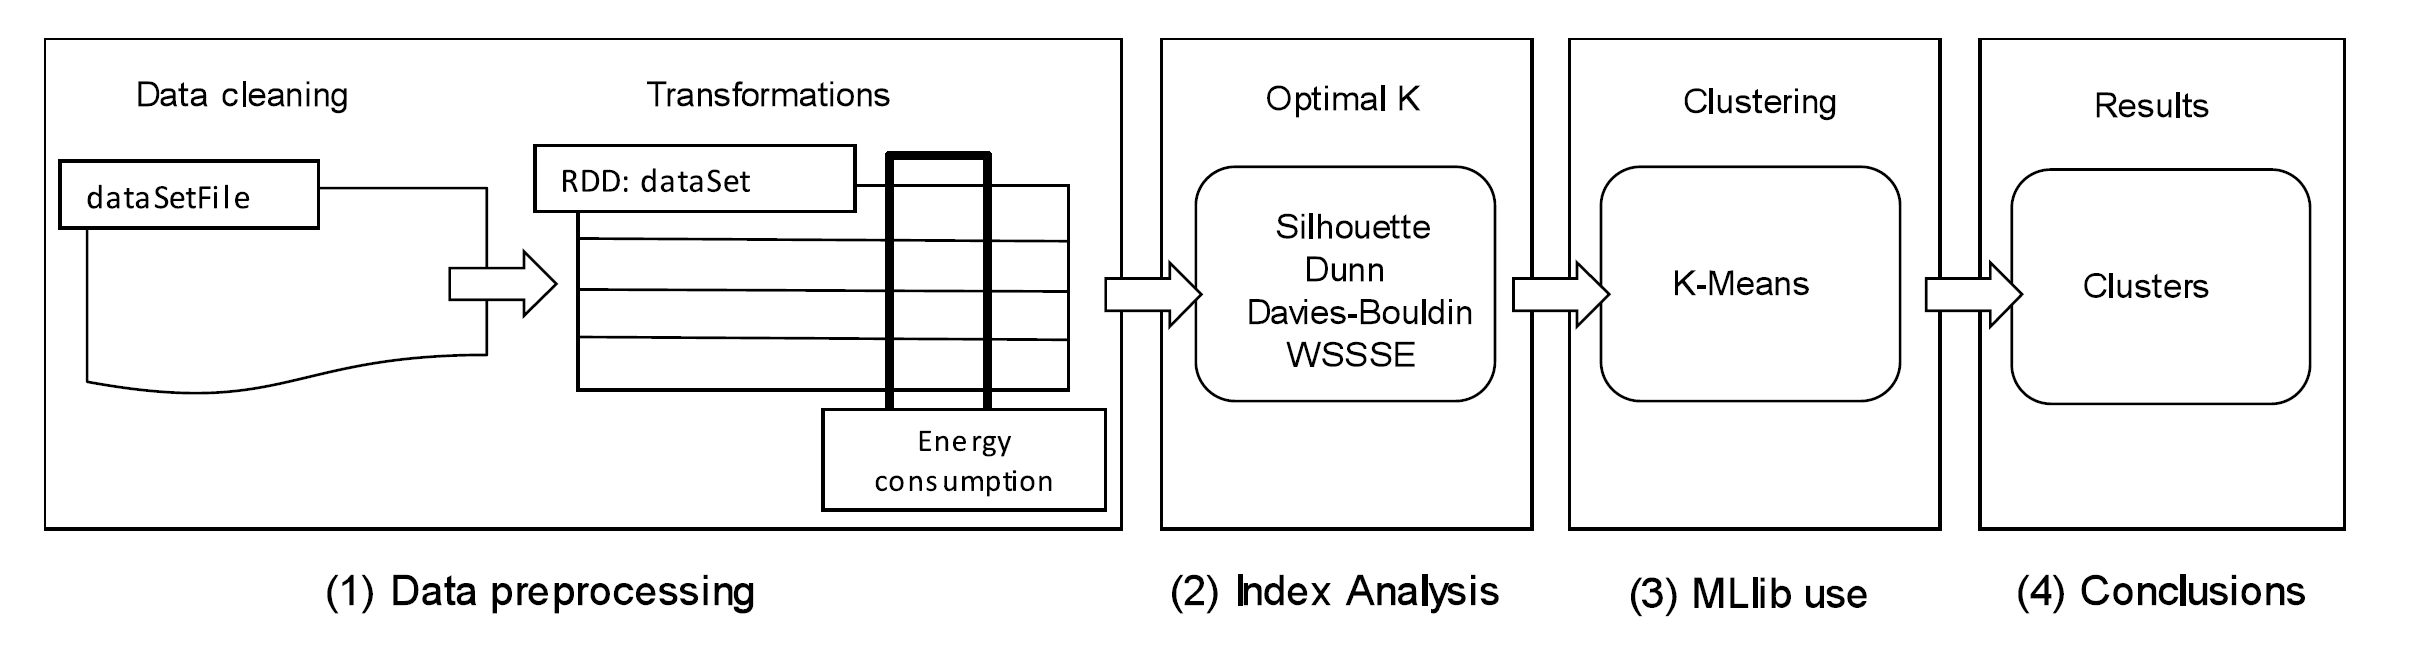 Data cleaning
dataSetFile
Transformations
RDD: dataSet
Energy
consumption
(1) Data preprocessing
Optimal K
Silhouette
Dunn
Davies-Bouldin
WSSSE
(2) Index Analysis
Clustering
K-Means
(3) MLlib use
Results
Clusters
(4) Conclusions